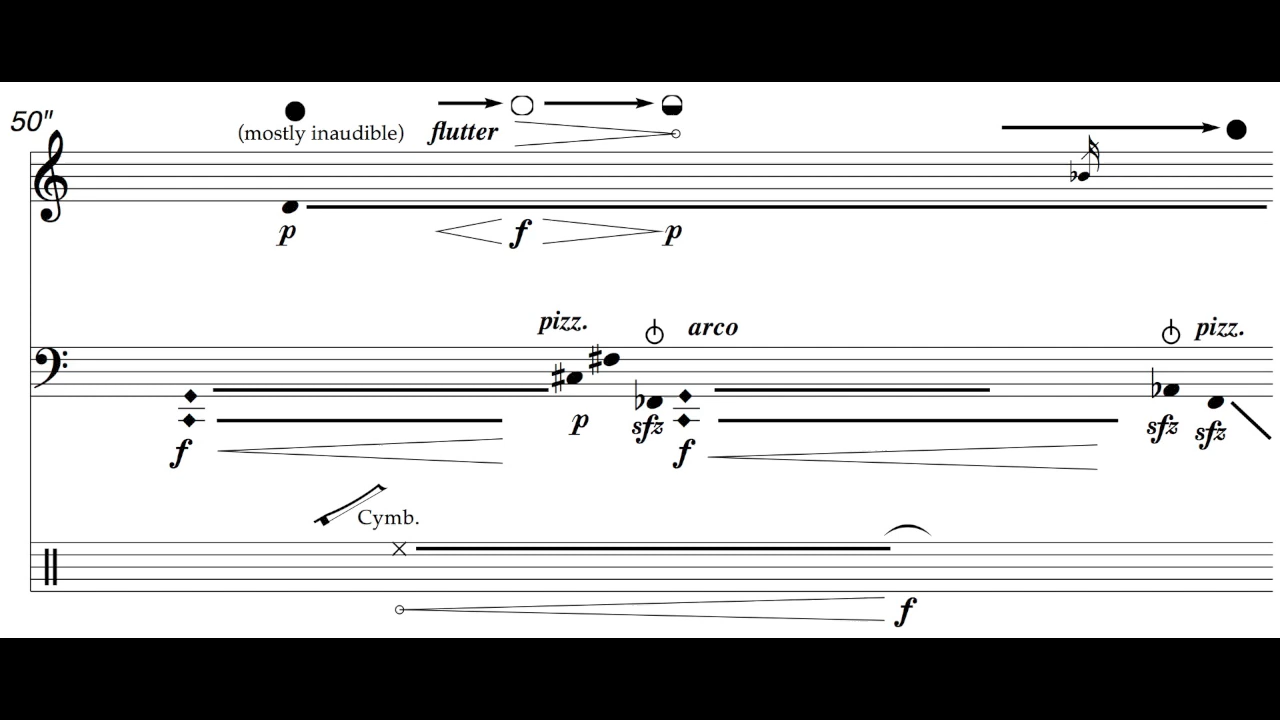 50"
(mostly inaudible)
flutter
p
f
p
pizz.
arco
pizz.
p
sfz
sfz
sfz
f
f
Cymb.
f